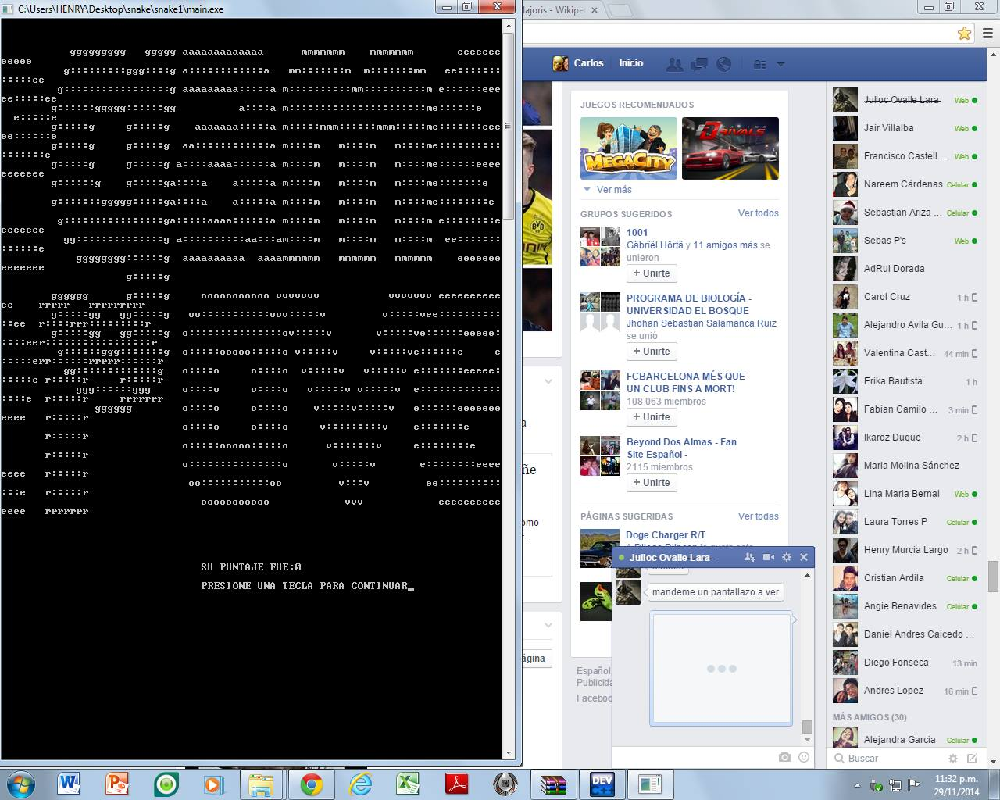 C:\Users\HENRY\Desktop\snake\snake1\main.exe
game
over
SU PUNTAJE FUE:0
PRESIONE UNA TECLA PARA CONTINUAR_
Majoris - Wikipe
Carlos
Inicio
JUEGOS RECOMENDADOS
MEGACITY
RIVALS
Ver más
GRUPOS SUGERIDOS
Ver todos
1001
Gäbrïël Hörtä y 11 amigos más se
unieron
+ Unirte
PROGRAMA DE BIOLOGÍA -
UNIVERSIDAD EL BOSQUE
Jhohan Sebastian Salamanca Ruiz
se unió
+ Unirte
FCBARCELONA MÉS QUE
UN CLUB FINS A MORT!
108 063 miembros
+ Unirte
Beyond Dos Almas - Fan
Site Español -
2115 miembros
+ Unirte
PÁGINAS SUGERIDAS
Ver todas
Doge Charger R/T
Español
Publicida
Faceboo
ágina
Julioc Ovalle Lara
mandeme un pantallazo a ver
Julioc Ovalle Lara Web
Jair Villalba Web
Francisco Castell... Web
Nareem Cárdenas Celular
Sebastian Ariza ... Celular
Sebas P's Web
AdRui Dorada
Carol Cruz 1 h
Alejandro Avila Gu... 1 h
Valentina Cast... 44 min
Erika Bautista 1 h
Fabian Camilo ... 3 min
Ikaroz Duque 2 h
Marla Molina Sánchez
Lina Maria Bernal Web
Laura Torres P Celular
Henry Murcia Largo 2 h
Cristian Ardila Celular
Angie Benavides Celular
Daniel Andres Caicedo ...
Diego Fonseca 13 min
Andres Lopez 16 min
MÁS AMIGOS (30)
Alejandra Garcia Celular
Buscar
DEV
C++
11:32 p.m.
29/11/2014